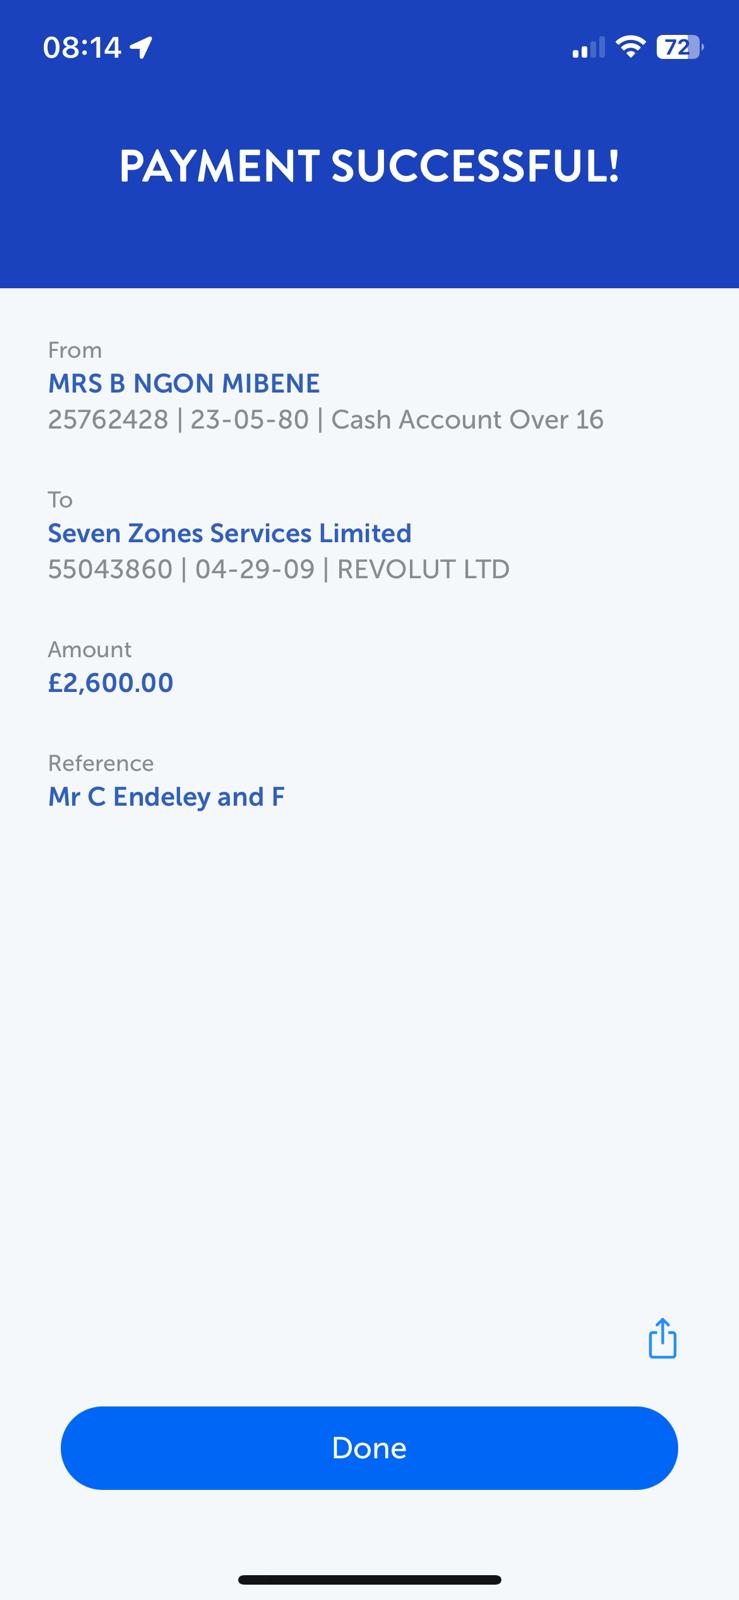 08:14
72
PAYMENT SUCCESSFUL!
From
MRS B NGON MIBENE
25762428 | 23-05-80 | Cash Account Over 16
To
Seven Zones Services Limited
55043860 | 04-29-09 | REVOLUT LTD
Amount
£2,600.00
Reference
Mr C Endeley and F
Done